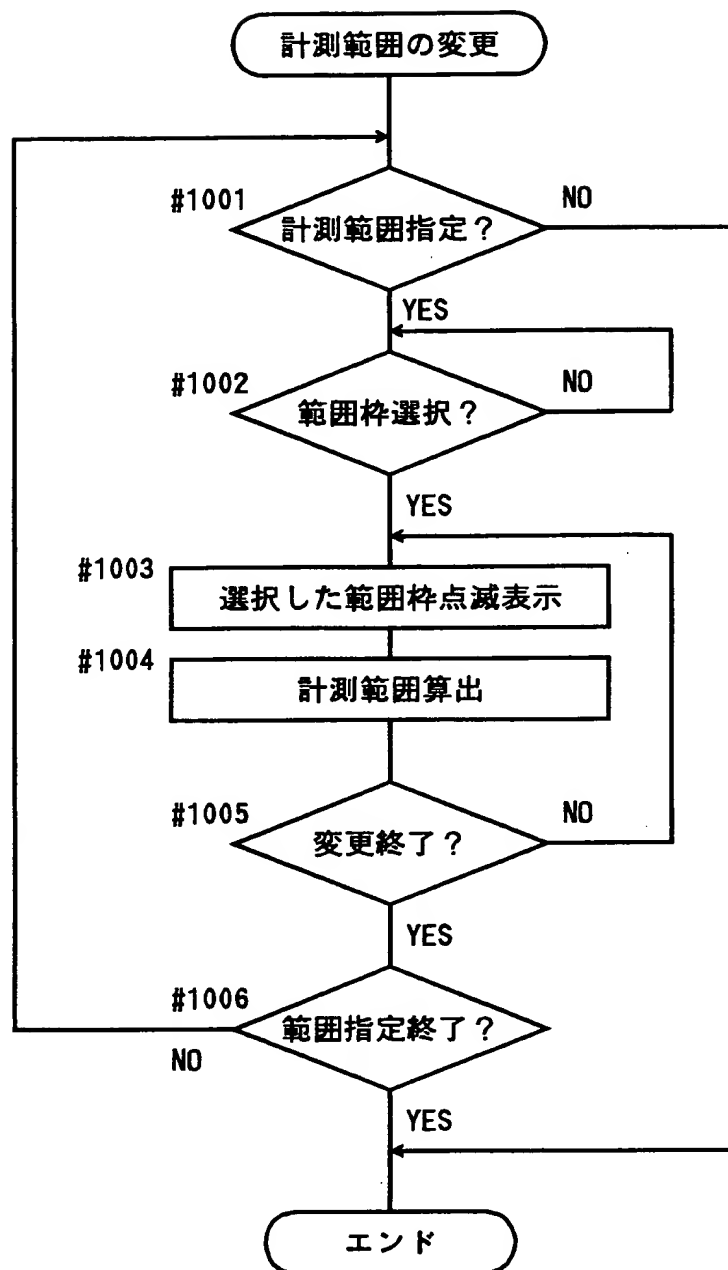 計測範囲の変更
#1001
NO
計測範囲指定?
YES
#1002
NO
範囲枠選択?
YES
#1003
選択した範囲枠点滅表示
#1004
計測範囲算出
#1005
NO
変更終了?
YES
#1006
範囲指定終了?
NO
YES
エンド